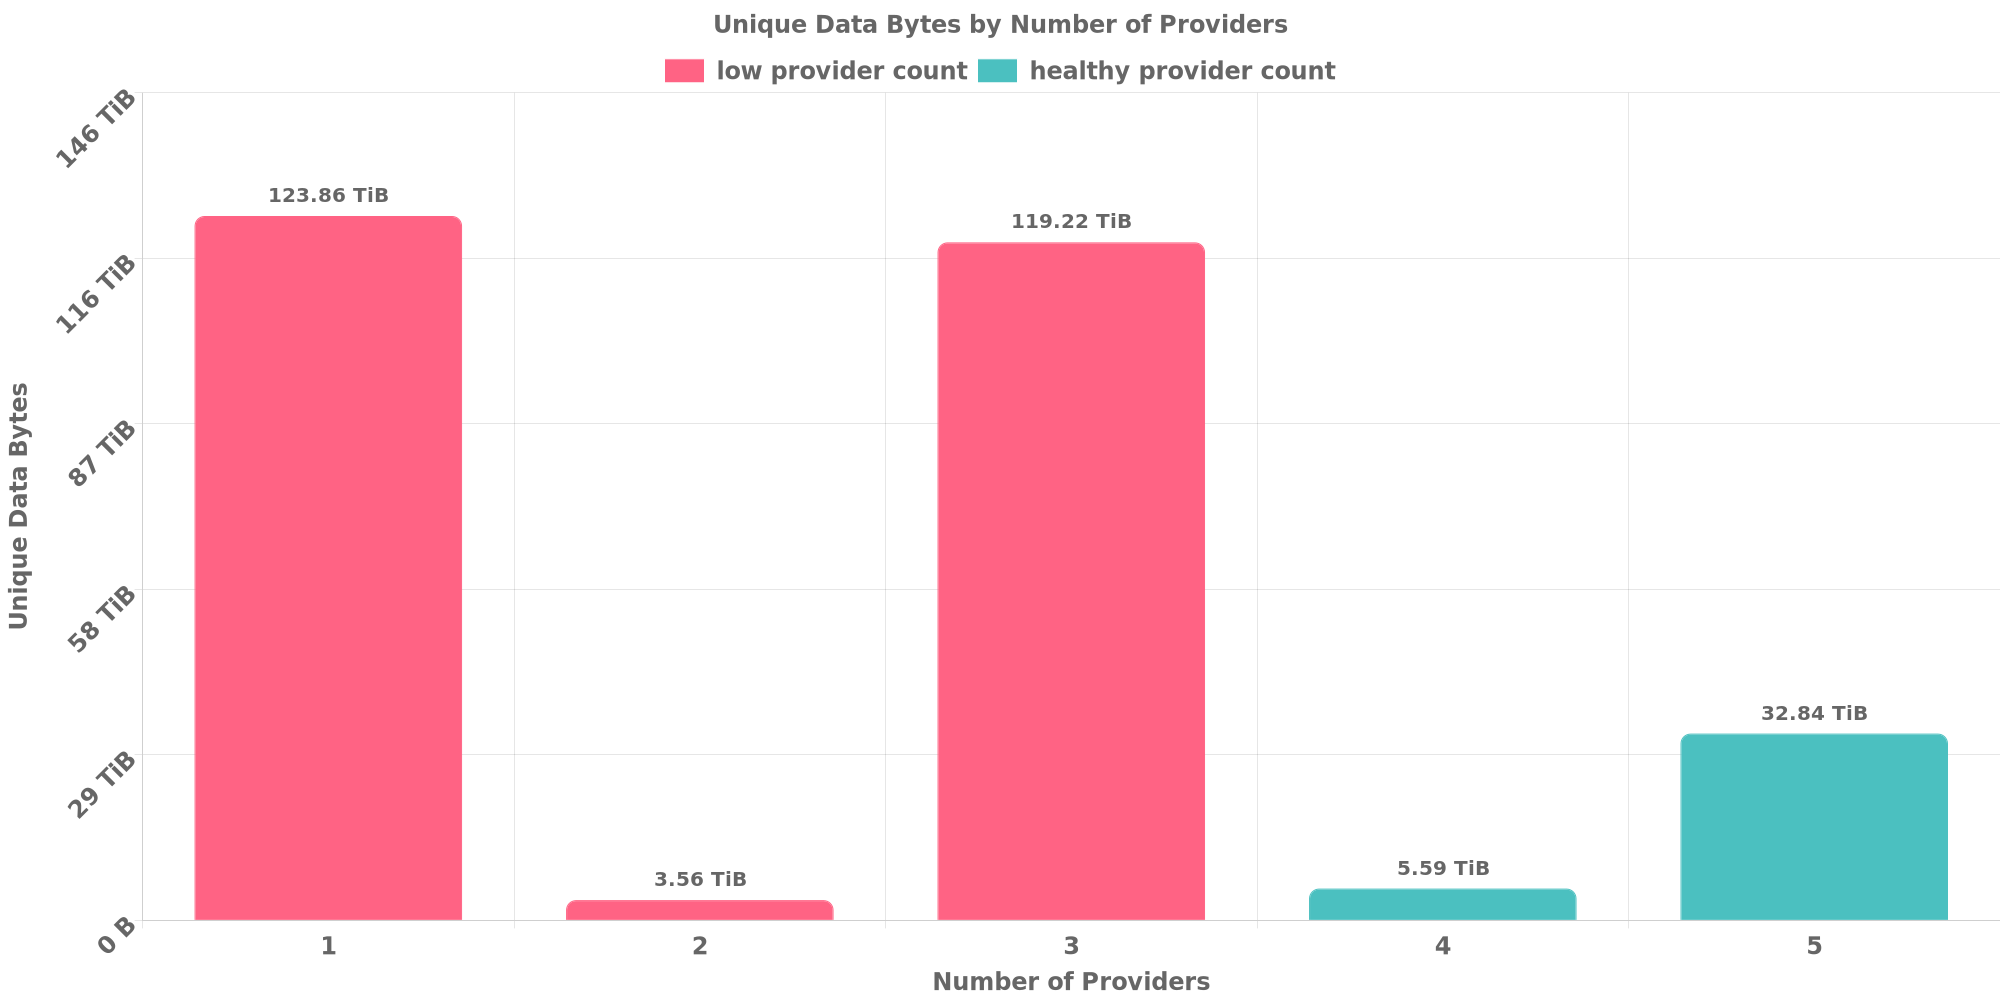 Unique Data Bytes by Number of Providers
low provider count
healthy provider count
146 TiB
116 TiB
87 TiB
58 TiB
29 TiB
0 B
Unique Data Bytes
123.86 TiB
3.56 TiB
119.22 TiB
5.59 TiB
32.84 TiB
1
2
3
4
5
Number of Providers